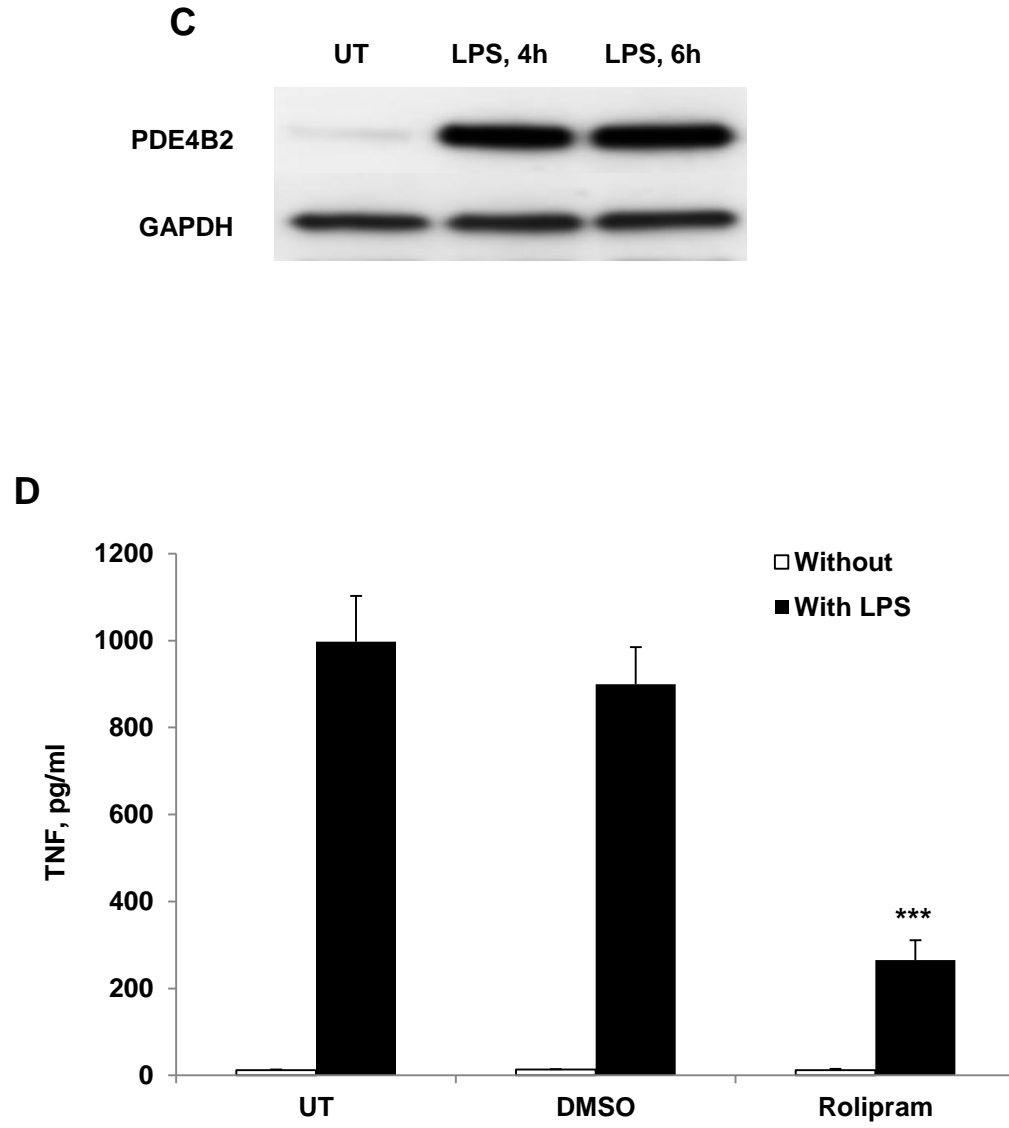 C
UT LPS, 4h LPS, 6h
PDE4B2
GAPDH
D
1200
1000
800
600
400
200
0
TNF, pg/ml
Without
With LPS
***
UT DMSO Rolipram